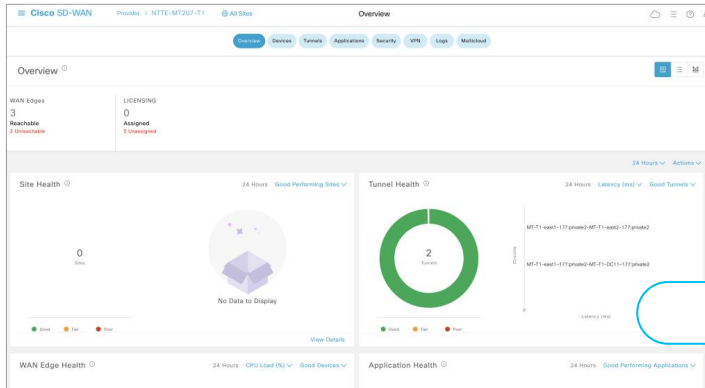 Cisco SD-WAN Provider > NTTE-MT207-T1 All Sites Overview
Overview Devices Tunnels Applications Security VPN Logs Multicloud
Overview
WAN Edges LICENSING
3 0
Reachable Assigned
2 Unreachable 5 Unassigned
24 Hours Actions
Site Health 24 Hours Good Performing Sites
Tunnel Health 24 Hours Latency (ms) Good Tunnels
0
Sites
No Data to Display
Good Fair Poor
View Details
2
Tunnels
MT-T1-east1-177:private2-MT-T1-east2-177:private2
MT-T1-east1-177:private2-MT-T1-DC11-177:private2
0
Latency (ms)
Good Fair Poor
WAN Edge Health 24 Hours CPU Load (%) Good Devices
Application Health 24 Hours Good Performing Applications